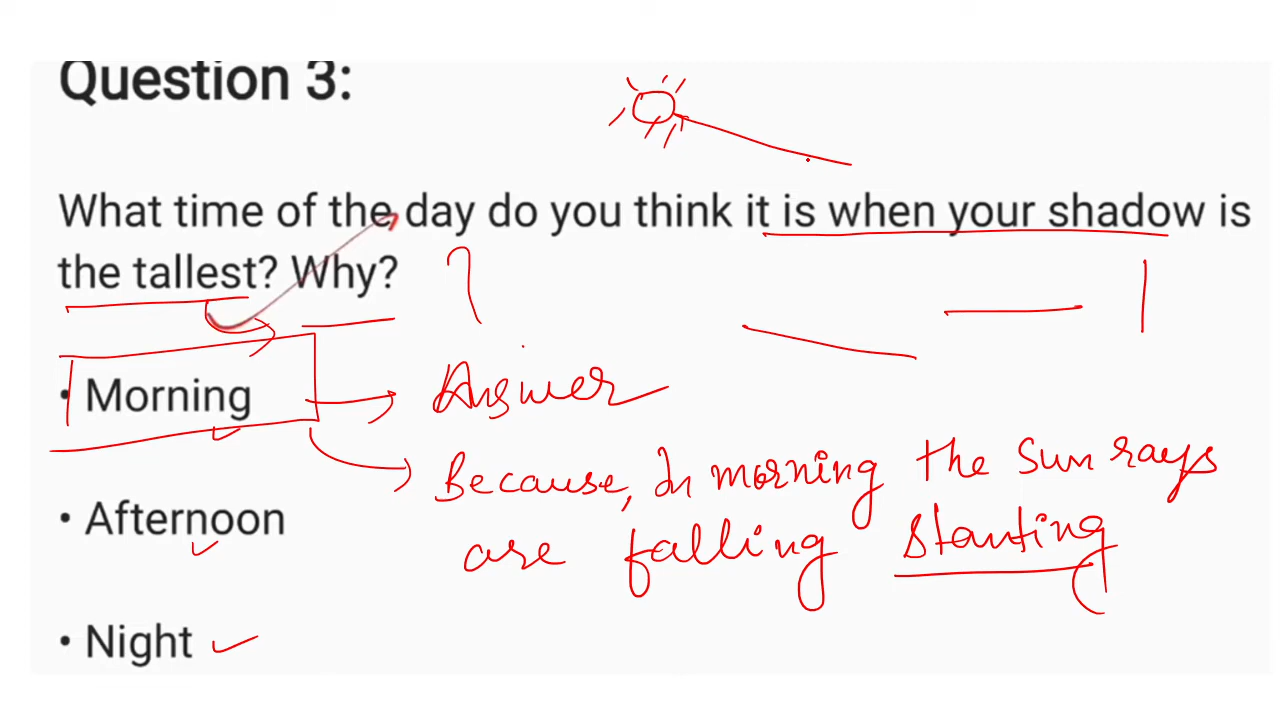 Question 3:
What time of the day do you think it is when your shadow is
the tallest? Why?
?
• Morning
Answer
Because, In morning the sun rays
are falling stanting
• Afternoon
• Night